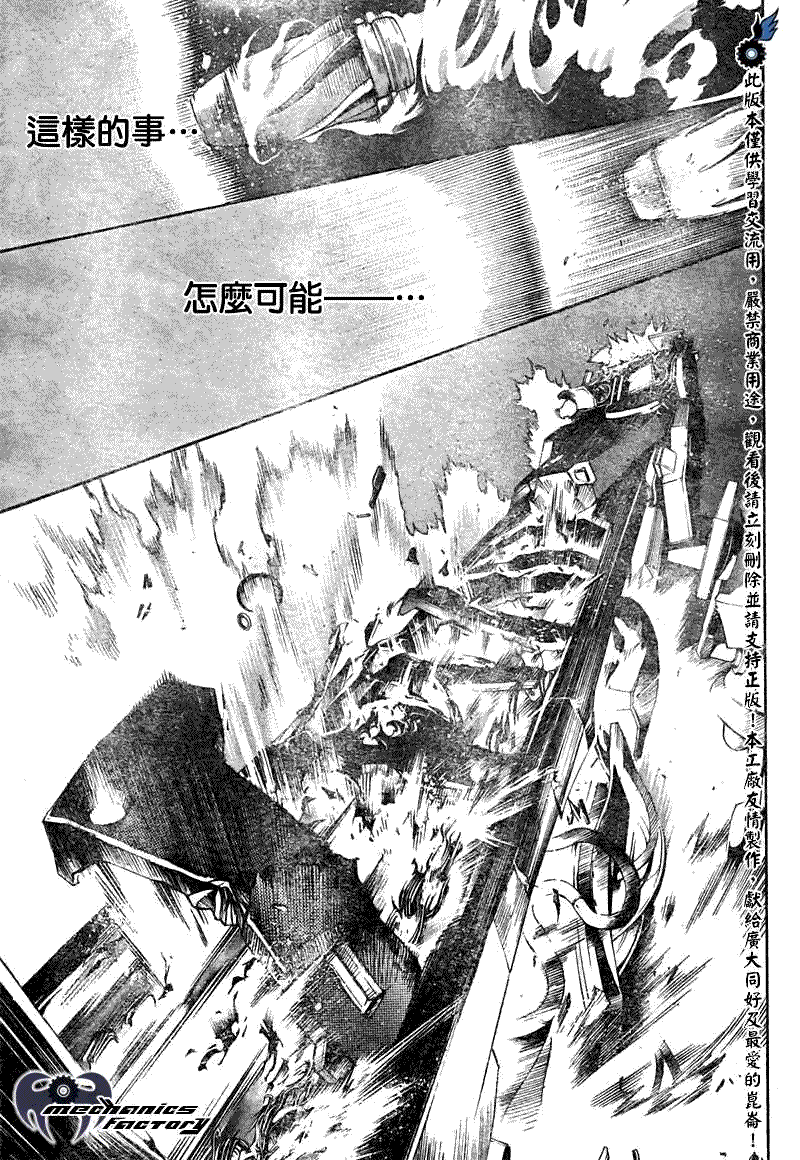 這樣的事…
怎麼可能——…
此版本僅供學習交流用，嚴禁商業用途，觀看後請立刻刪除並請支持正版！本工廠友情製作，獻給廣大同好及最愛的崑崙！
mechanics
Factory